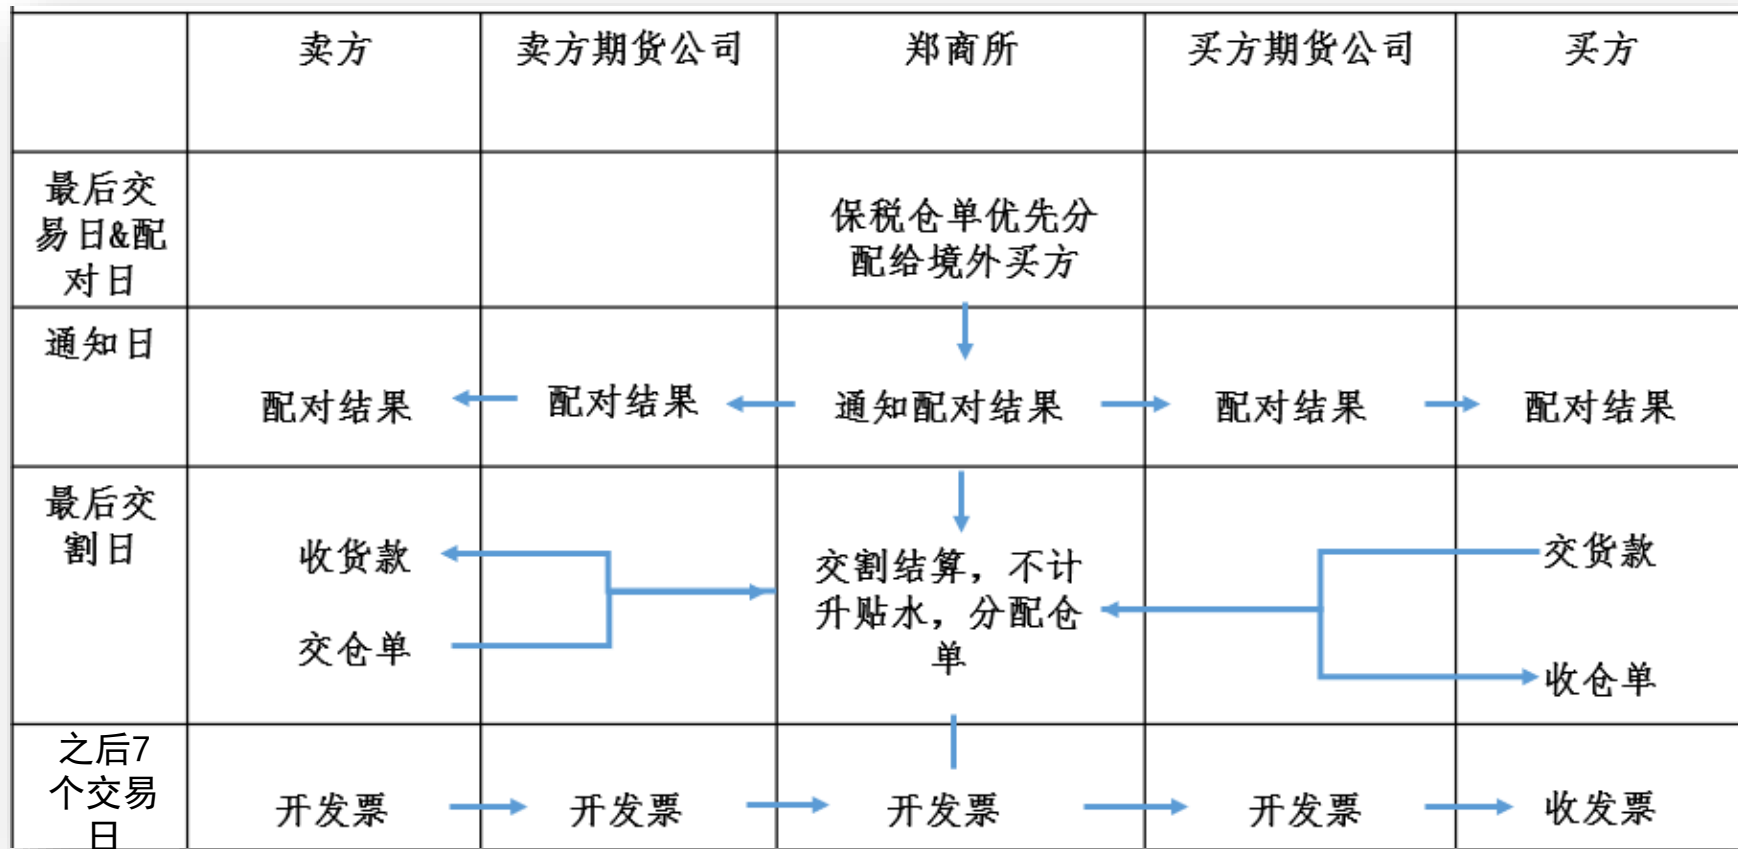 卖方
卖方期货公司
郑商所
买方期货公司
买方
最后交
易日&配
对日
保税仓单优先分
配给境外买方
通知日
配对结果
配对结果
通知配对结果
配对结果
配对结果
最后交
割日
收货款
交仓单
交割结算，不计
升贴水，分配仓
单
交货款
收仓单
之后7
个交易
日
开发票
开发票
开发票
开发票
收发票